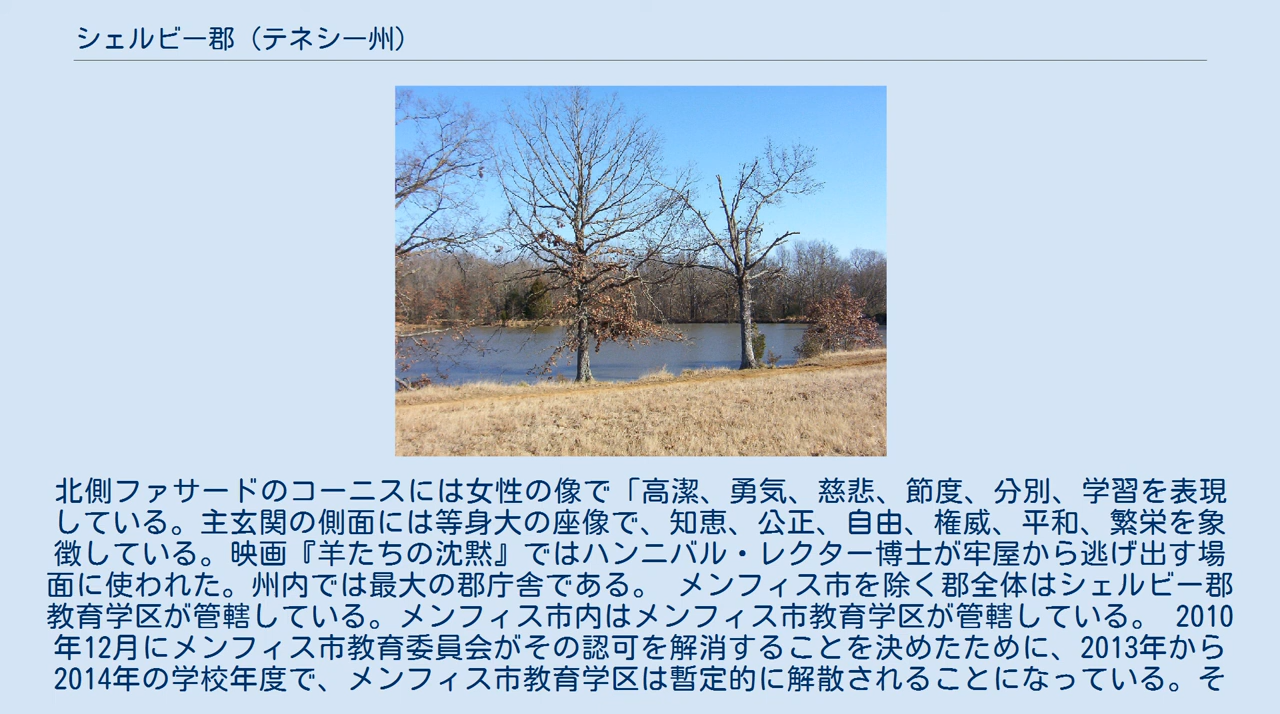 シェルビー郡（テネシー州）
北側ファサードのコーニスには女性の像で「高潔、勇気、慈悲、節度、分別、学習を表現
している。主玄関の側面には等身大の座像で、知恵、公正、自由、権威、平和、繁栄を象
徴している。映画『羊たちの沈黙』ではハンニバル・レクター博士が牢屋から逃げ出す場
面に使われた。州内では最大の郡庁舎である。 メンフィス市を除く郡全体はシェルビー郡
教育学区が管轄している。メンフィス市内はメンフィス市教育学区が管轄している。 2010
年12月にメンフィス市教育委員会がその認可を解消することを決めたために、2013年から
2014年の学校年度で、メンフィス市教育学区は暫定的に解散されることになっている。そ